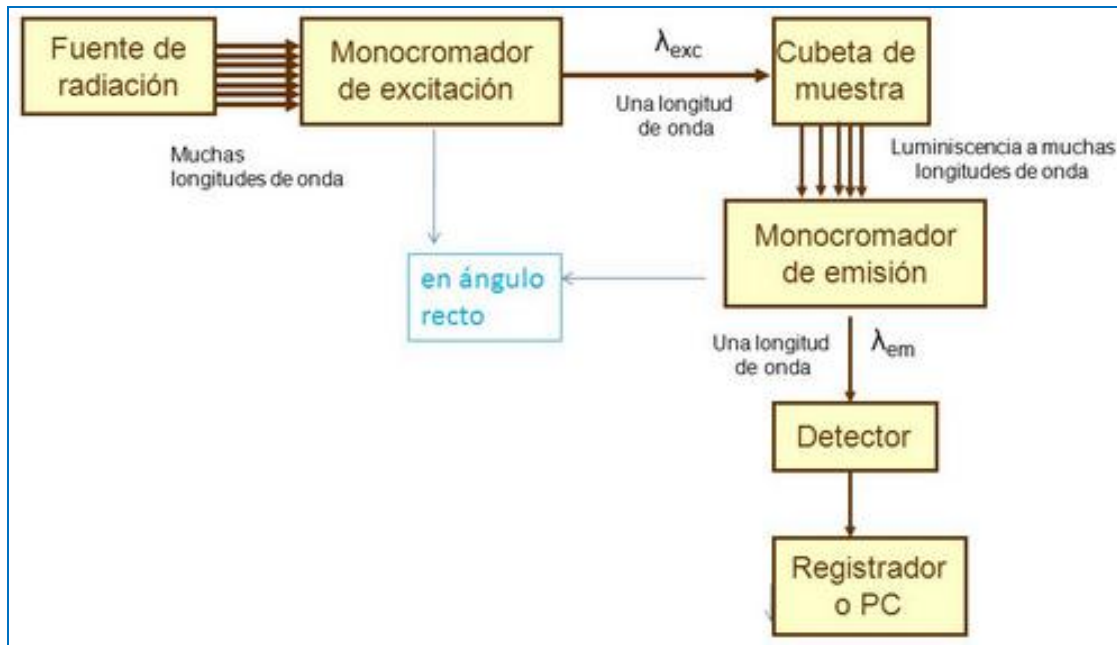 Fuente de
radiación
Muchas
longitudes de onda
Monocromador
de excitación
λexc
Una longitud
de onda
Cubeta de
muestra
Luminiscencia a muchas
longitudes de onda
Monocromador
de emisión
en ángulo
recto
Una longitud
de onda
λem
Detector
Registrador
o PC